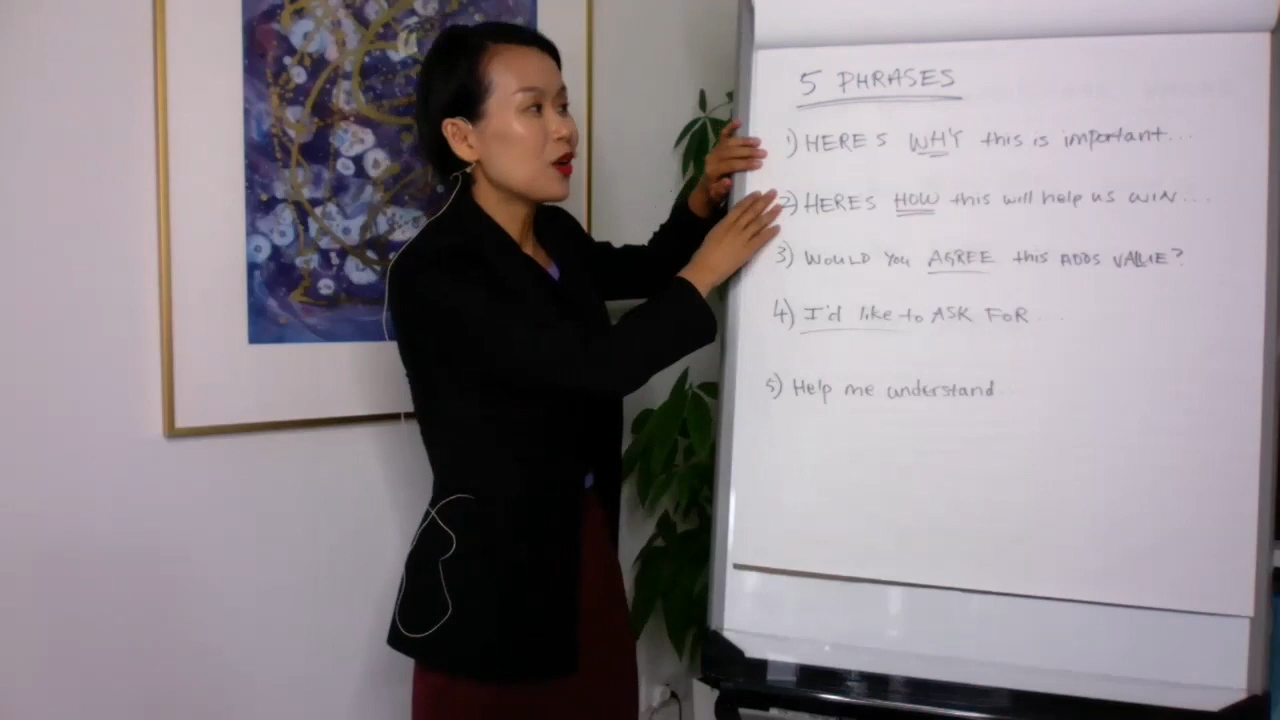 5 PHRASES
1) HERE'S WHY this is important...
2) HERES HOW this will help us WIN...
3) WOULD YOU AGREE this ADDS VALUE?
4) I'd like to ASK FOR...
5) Help me understand...